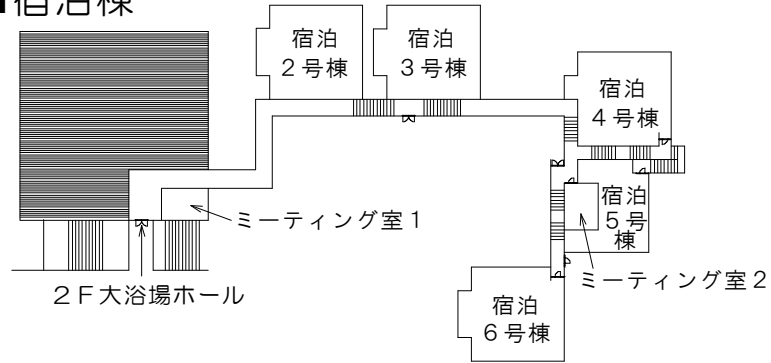 宿泊棟
宿泊
２号棟
宿泊
３号棟
宿泊
４号棟
宿泊
５号
棟
ミーティング室１
ミーティング室２
２Ｆ大浴場ホール
宿泊
６号棟